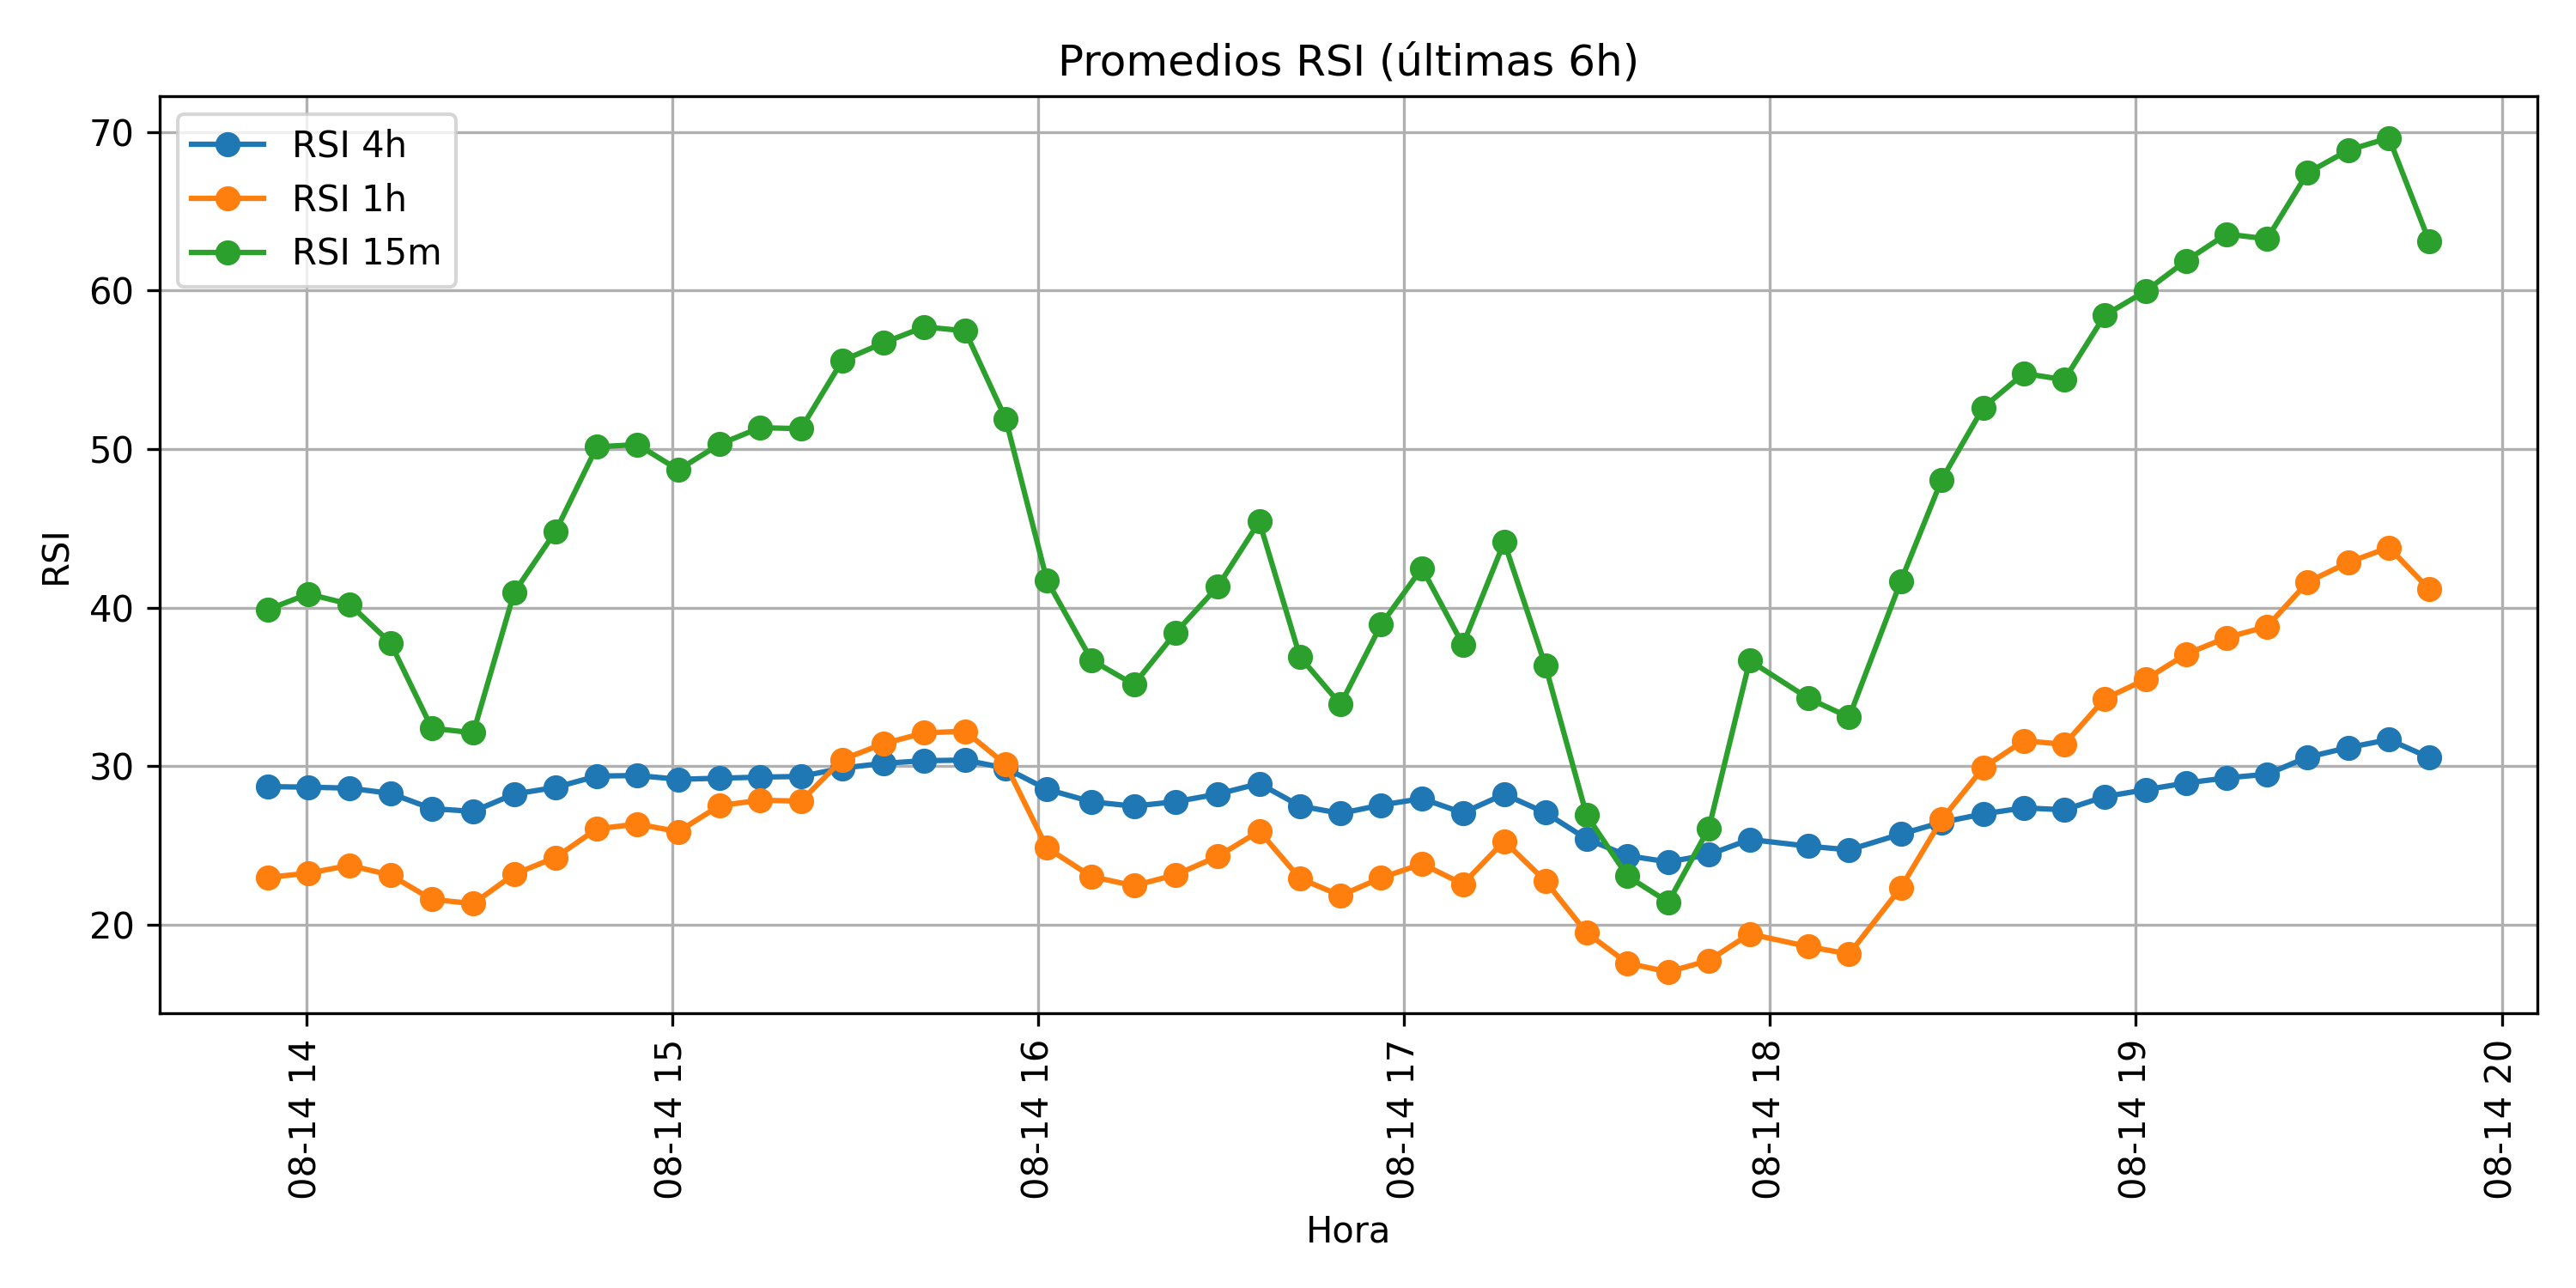 Promedios RSI (últimas 6h)
RSI 4h
RSI 1h
RSI 15m
70
60
50
40
30
20
RSI
08-14 14
08-14 15
08-14 16
08-14 17
08-14 18
08-14 19
08-14 20
Hora